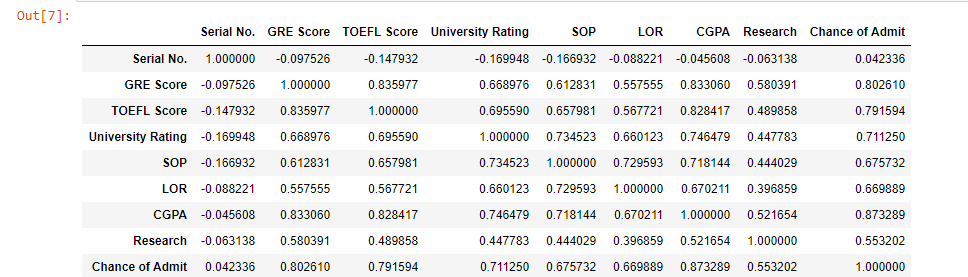 Out[7]:
Serial No. GRE Score TOEFL Score University Rating SOP LOR CGPA Research Chance of Admit
Serial No. 1.000000 -0.097526 -0.147932 -0.169948 -0.166932 -0.088221 -0.045608 -0.063138 0.042336
GRE Score -0.097526 1.000000 0.835977 0.668976 0.612831 0.557555 0.833060 0.580391 0.802610
TOEFL Score -0.147932 0.835977 1.000000 0.695590 0.657981 0.567721 0.828417 0.489858 0.791594
University Rating -0.169948 0.668976 0.695590 1.000000 0.734523 0.660123 0.746479 0.447783 0.711250
SOP -0.166932 0.612831 0.657981 0.734523 1.000000 0.729593 0.718144 0.444029 0.675732
LOR -0.088221 0.557555 0.567721 0.660123 0.729593 1.000000 0.670211 0.396859 0.669889
CGPA -0.045608 0.833060 0.828417 0.746479 0.718144 0.670211 1.000000 0.521654 0.873289
Research -0.063138 0.580391 0.489858 0.447783 0.444029 0.396859 0.521654 1.000000 0.553202
Chance of Admit 0.042336 0.802610 0.791594 0.711250 0.675732 0.669889 0.873289 0.553202 1.000000